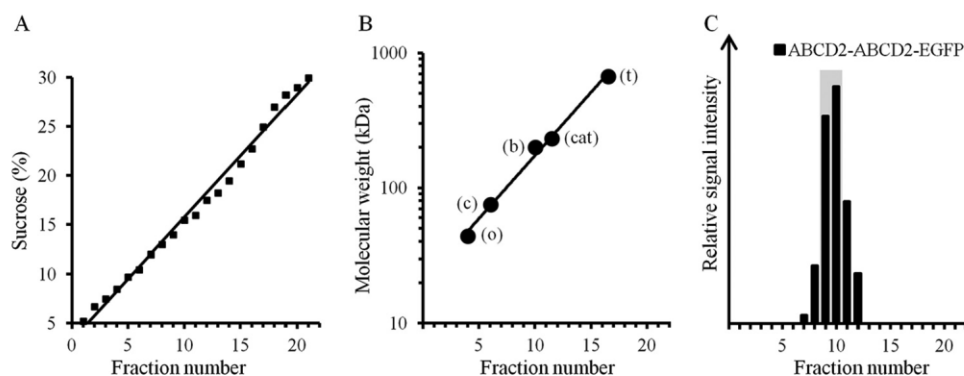 A
Sucrose (%)
30
25
20
15
10
5
0 5 10 15 20
Fraction number
B
Molecular weight (kDa)
1000
100
10
(t)
(cat)
(b)
(c)
(o)
5 10 15 20
Fraction number
C
Relative signal intensity
ABCD2-ABCD2-EGFP
5 10 15 20
Fraction number